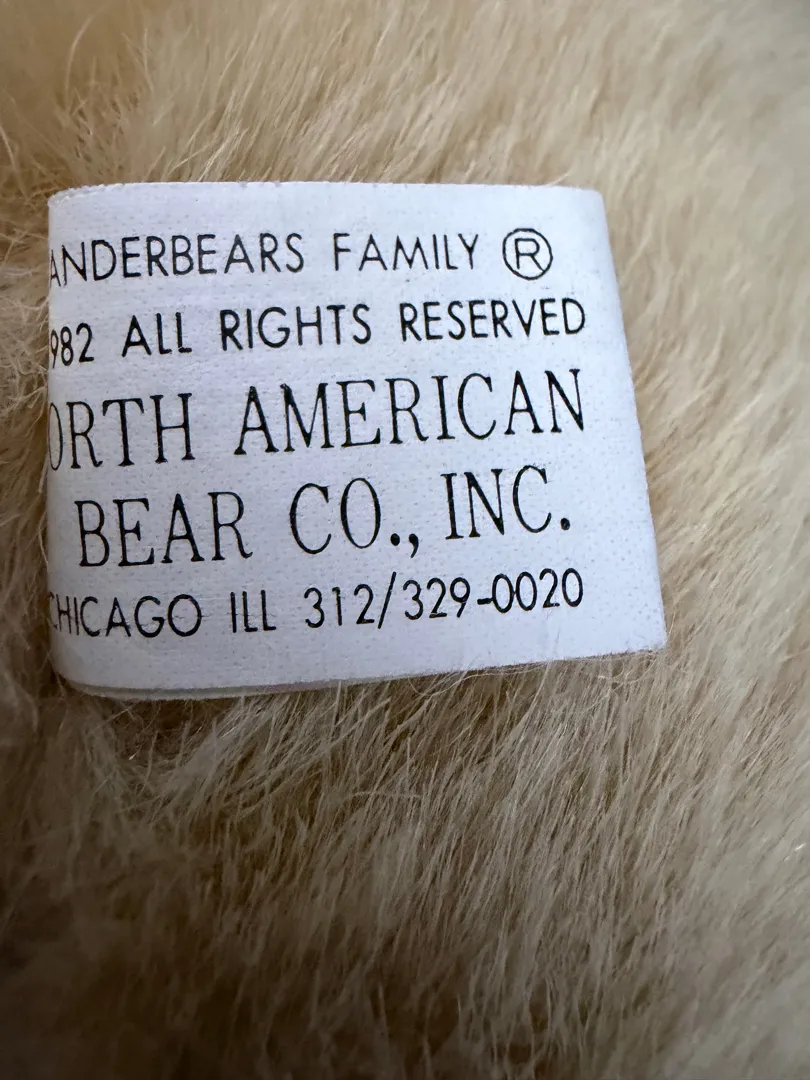 ANDERBEARS FAMILY ®
982 ALL RIGHTS RESERVED
ORTH AMERICAN
BEAR CO., INC.
CHICAGO ILL 312/329-0020